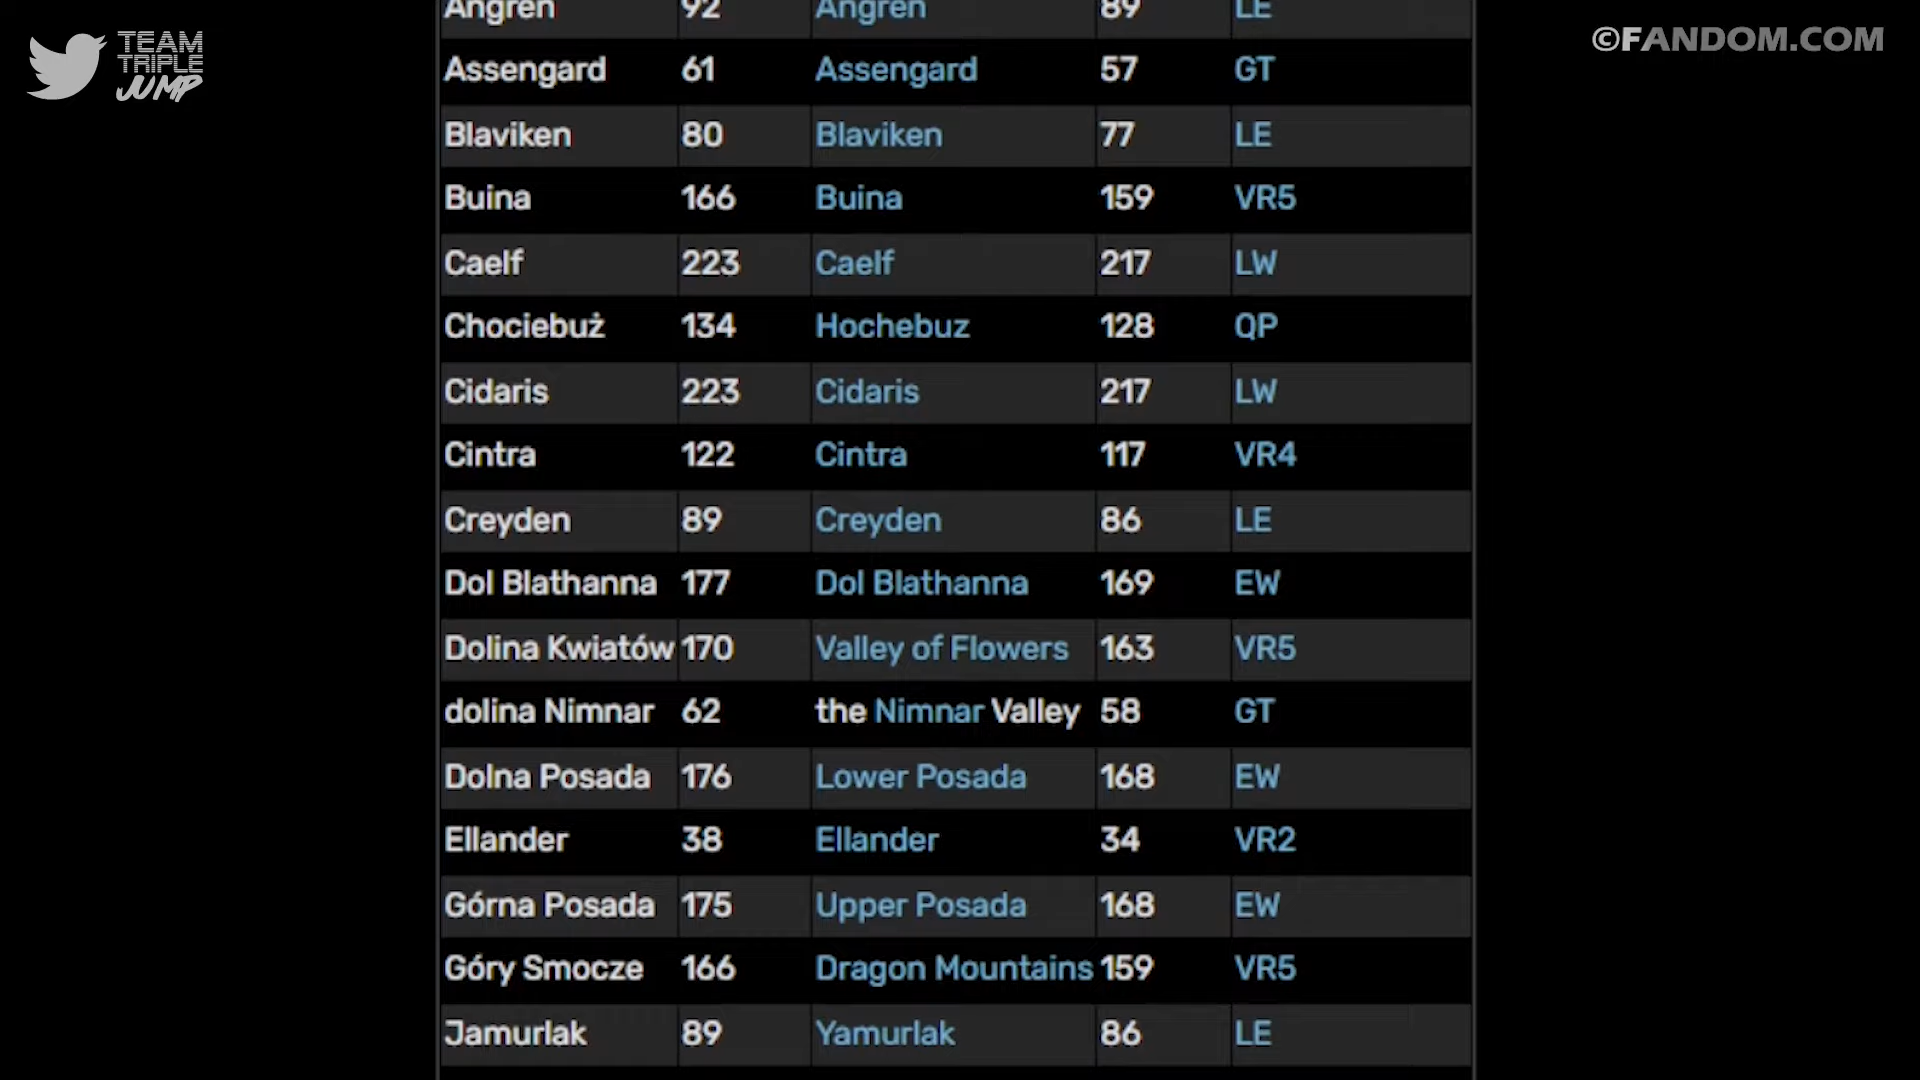 TEAM
TRIPLE
JUMP
©FANDOM.COM
Angren 92 Angren 89 LE
Assengard 61 Assengard 57 GT
Blaviken 80 Blaviken 77 LE
Buina 166 Buina 159 VR5
Caelf 223 Caelf 217 LW
Chociebuż 134 Hochebuz 128 QP
Cidaris 223 Cidaris 217 LW
Cintra 122 Cintra 117 VR4
Creyden 89 Creyden 86 LE
Dol Blathanna 177 Dol Blathanna 169 EW
Dolina Kwiatów 170 Valley of Flowers 163 VR5
dolina Nimnar 62 the Nimnar Valley 58 GT
Dolna Posada 176 Lower Posada 168 EW
Ellander 38 Ellander 34 VR2
Górna Posada 175 Upper Posada 168 EW
Góry Smocze 166 Dragon Mountains 159 VR5
Jamurlak 89 Yamurlak 86 LE